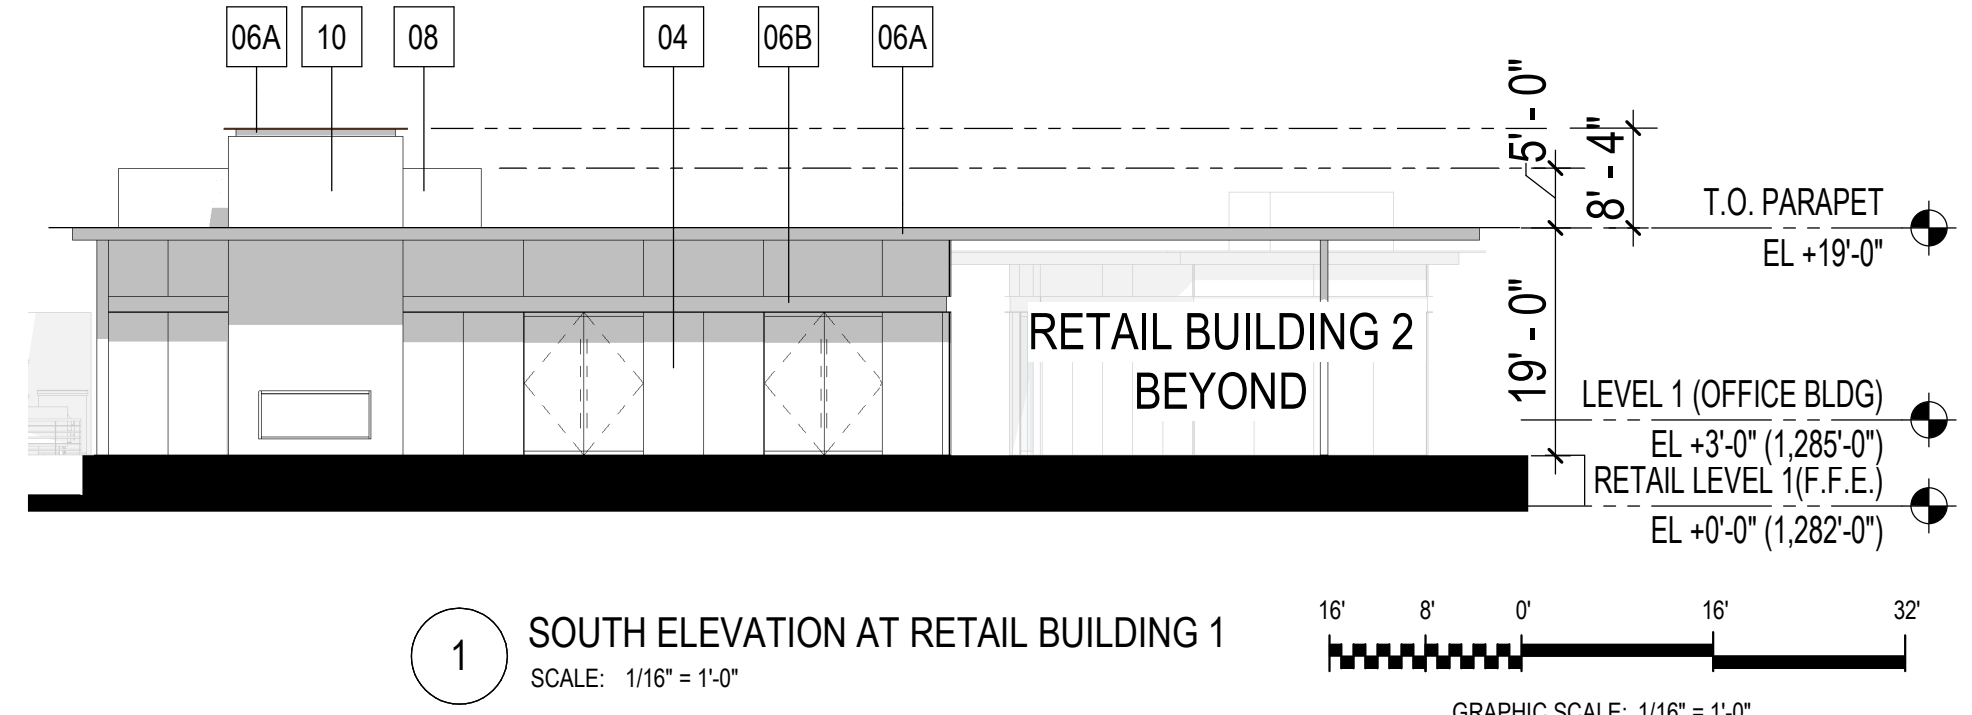 06A 10 08 04 06B 06A
5' - 0"
8' - 4"
T.O. PARAPET
EL +19'-0"
19' - 0"
RETAIL BUILDING 2
BEYOND
LEVEL 1 (OFFICE BLDG)
EL +3'-0" (1,285'-0")
RETAIL LEVEL 1(F.F.E.)
EL +0'-0" (1,282'-0")
1
SOUTH ELEVATION AT RETAIL BUILDING 1
SCALE: 1/16" = 1'-0"
16' 8' 0' 16' 32'
GRAPHIC SCALE: 1/16" = 1'-0"